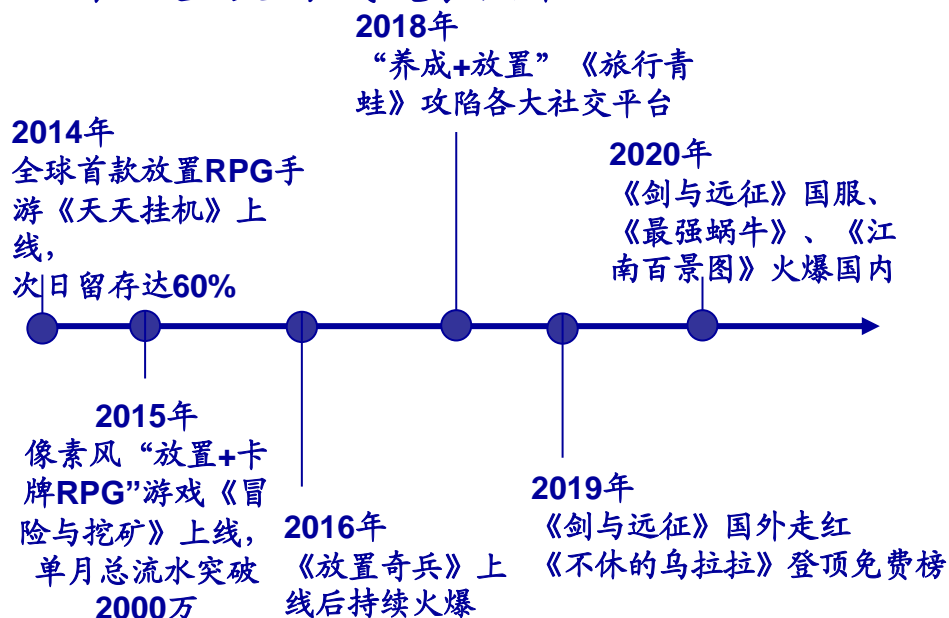 2018年
“养成+放置”《旅行青
蛙》攻陷各大社交平台
2014年
全球首款放置RPG手
游《天天挂机》上
线，
次日留存达60%
2020年
《剑与远征》国服、
《最强蜗牛》、《江
南百景图》火爆国内
2015年
像素风“放置+卡
牌RPG”游戏《冒
险与挖矿》上线，
单月总流水突破
2000万
2016年
《放置奇兵》上
线后持续火爆
2019年
《剑与远征》国外走红
《不休的乌拉拉》登顶免费榜